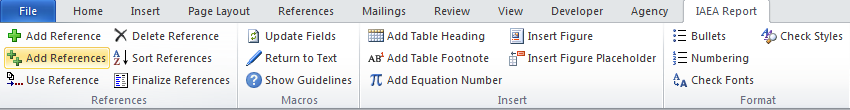 File Home Insert Page Layout References Mailings Review View Developer Agency IAEA Report
Add Reference Delete Reference Update Fields Add Table Heading Insert Figure Bullets Check Styles
Add References Sort References Return to Text Add Table Footnote Insert Figure Placeholder Numbering
Use Reference Finalize References Show Guidelines Add Equation Number Check Fonts
References Macros Insert Format